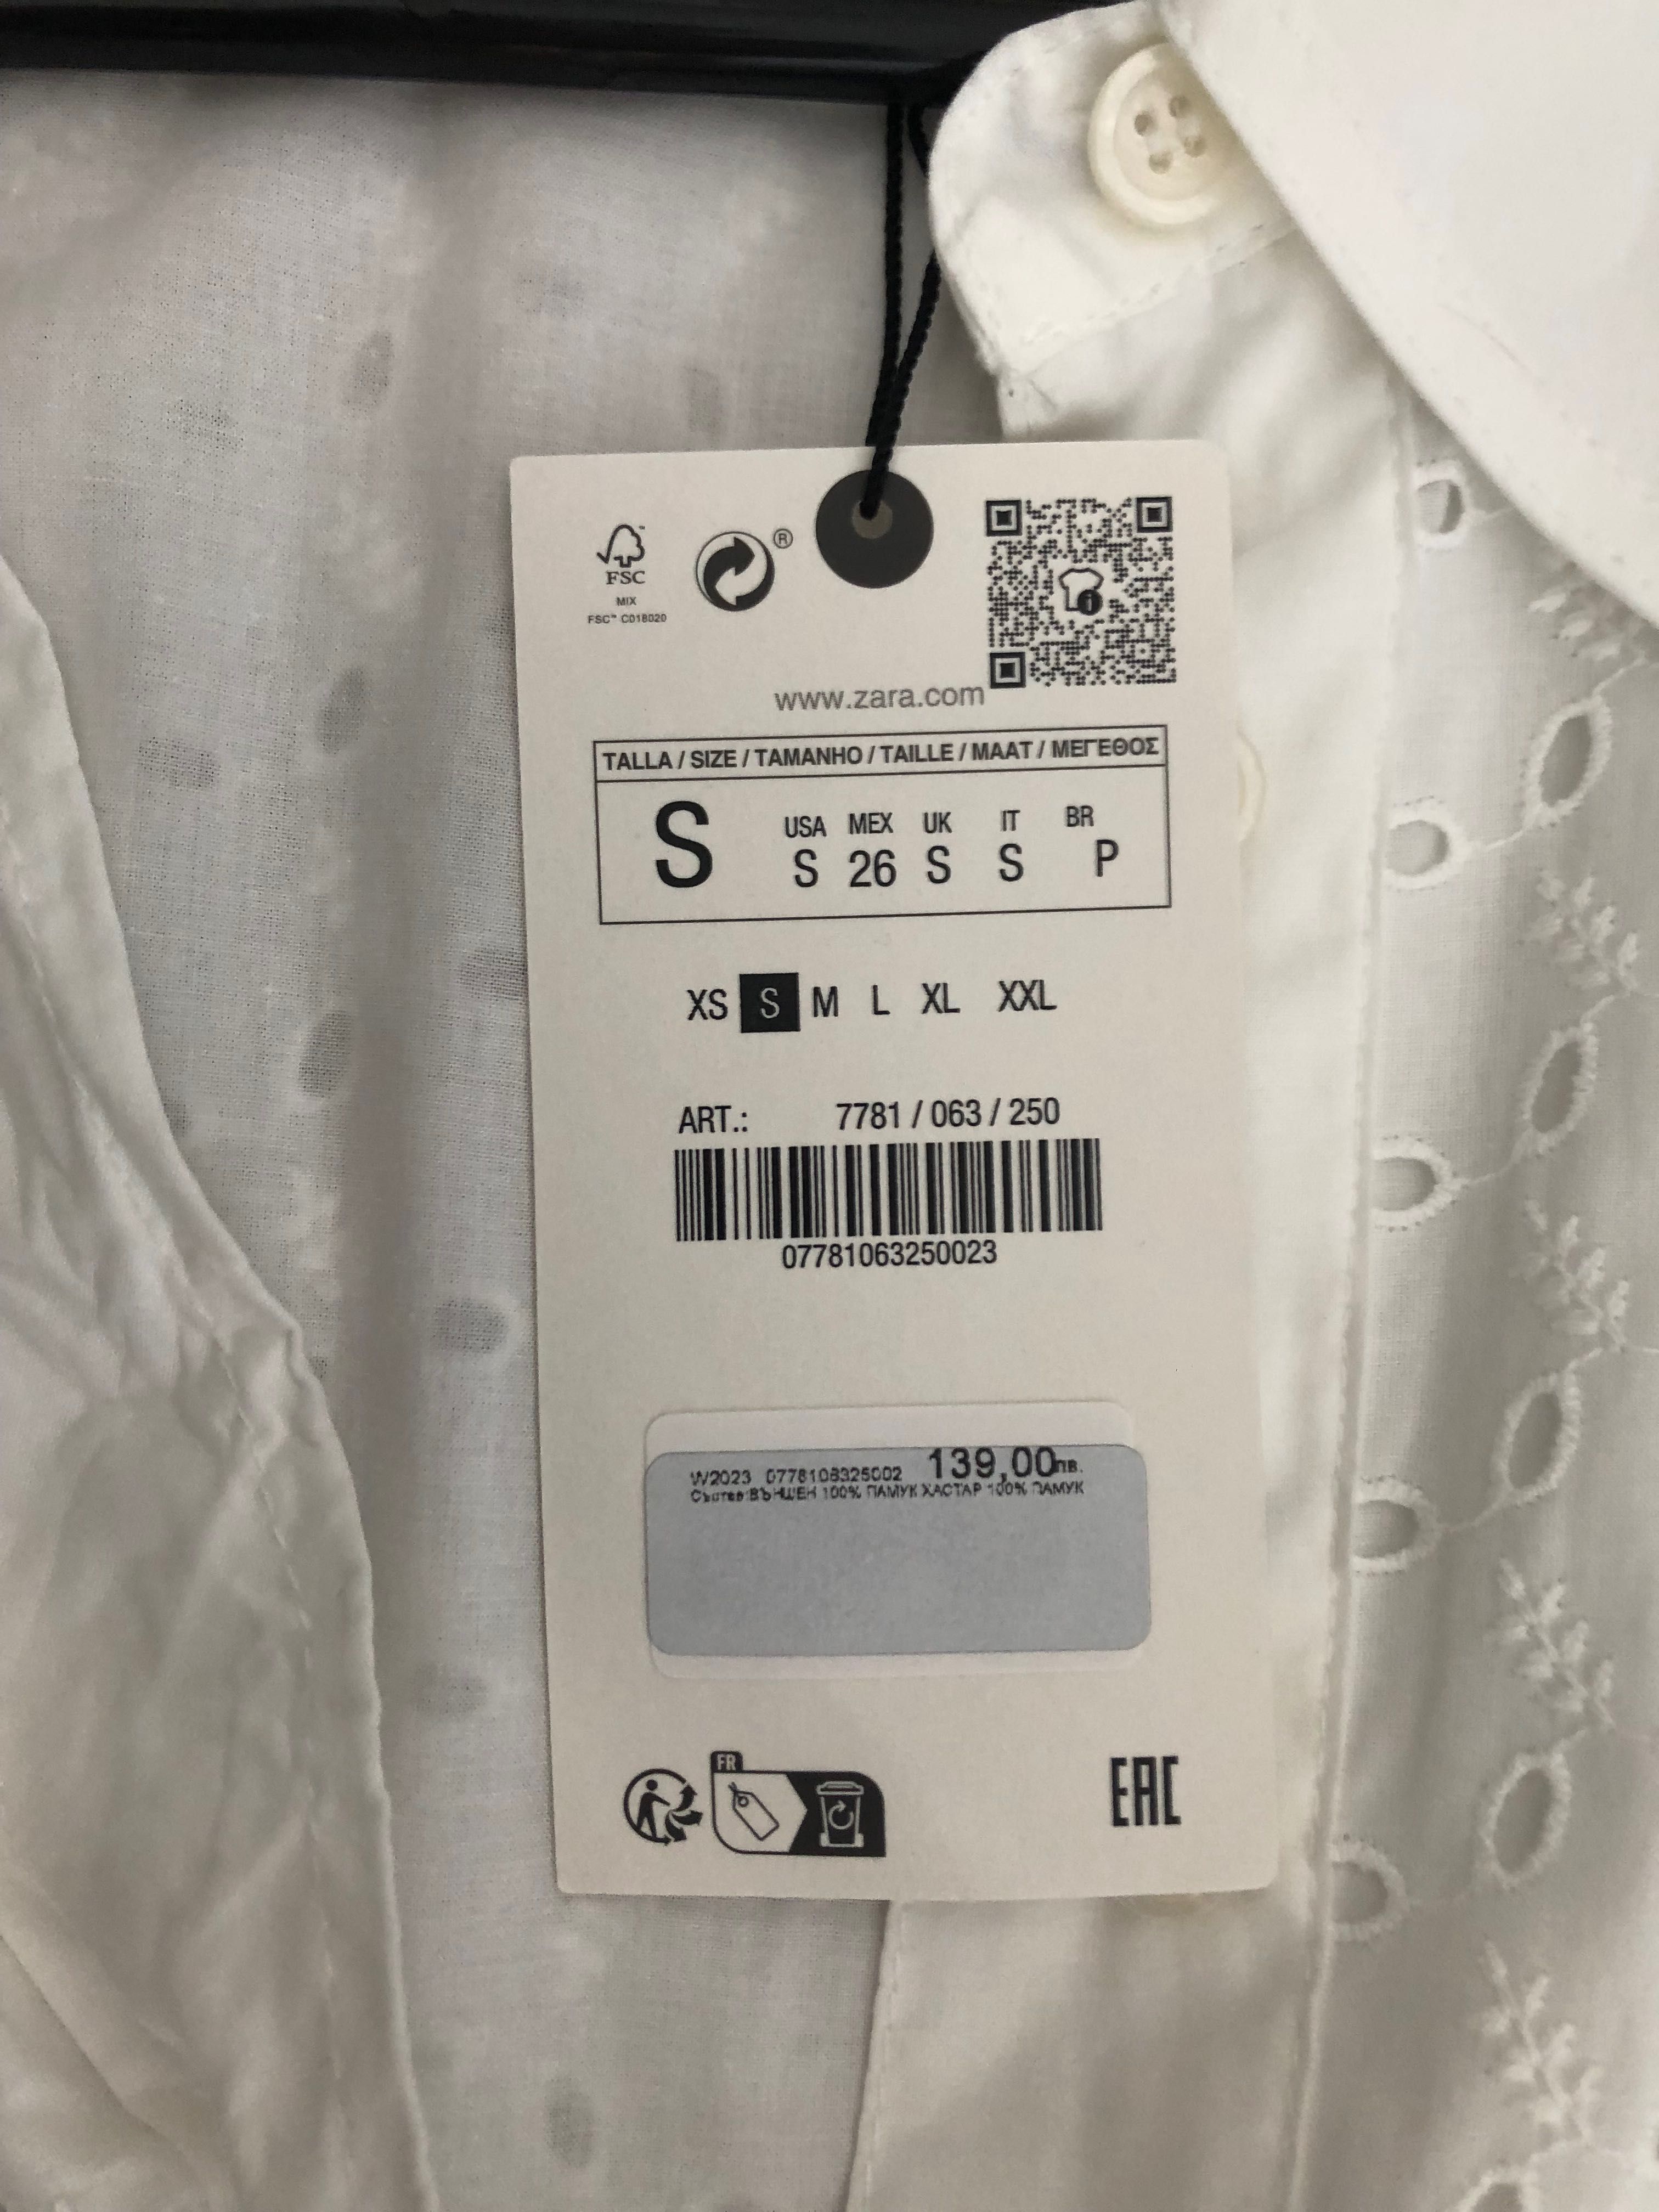 FSC
MIX
FSC™ C018020
®
www.zara.com
TALLA / SIZE / TAMANHO / TAILLE / MAAT / ΜΕΓΕΘΟΣ
S USA MEX UK IT BR
S 26 S S P
XS S M L XL XXL
ART.: 7781 / 063 / 250
07781063250023
W2023 0778106325002 139,00лв.
Състав:ВЪНШЕН 100% ПАМУК ХАСТАР 100% ПАМУК
FR
EAC